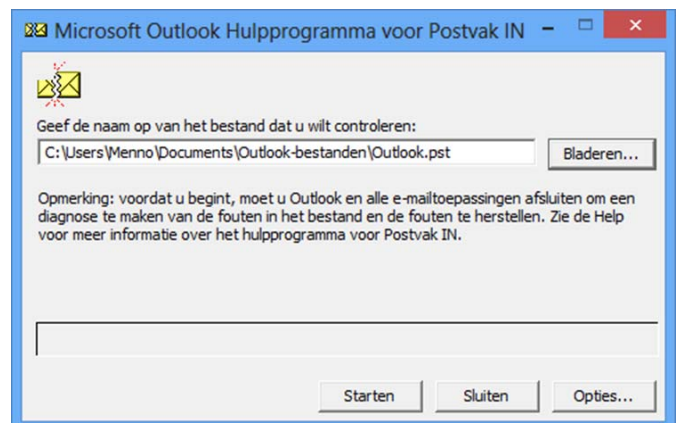 Microsoft Outlook Hulpprogramma voor Postvak IN
Geef de naam op van het bestand dat u wilt controleren:
C:\Users\Menno\Documents\Outlook-bestanden\Outlook.pst
Bladeren...
Opmerking: voordat u begint, moet u Outlook en alle e-mailtoepassingen afsluiten om een
diagnose te maken van de fouten in het bestand en de fouten te herstellen. Zie de Help
voor meer informatie over het hulpprogramma voor Postvak IN.
Starten
Sluiten
Opties...